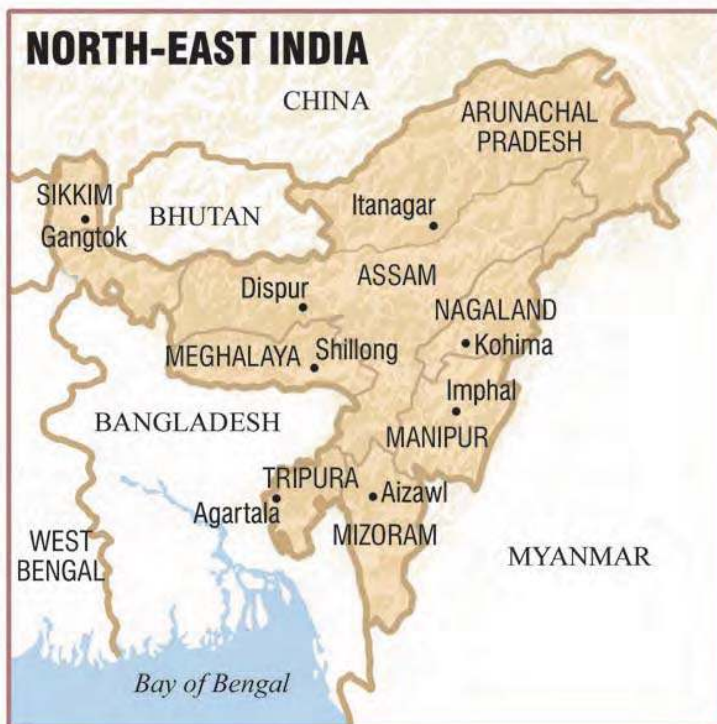 NORTH-EAST INDIA
CHINA
ARUNACHAL
PRADESH
SIKKIM
Gangtok
BHUTAN
Itanagar
ASSAM
Dispur
NAGALAND
Kohima
MEGHALAYA
Shillong
Imphal
MANIPUR
BANGLADESH
TRIPURA
Agartala
Aizawl
MIZORAM
WEST
BENGAL
MYANMAR
Bay of Bengal